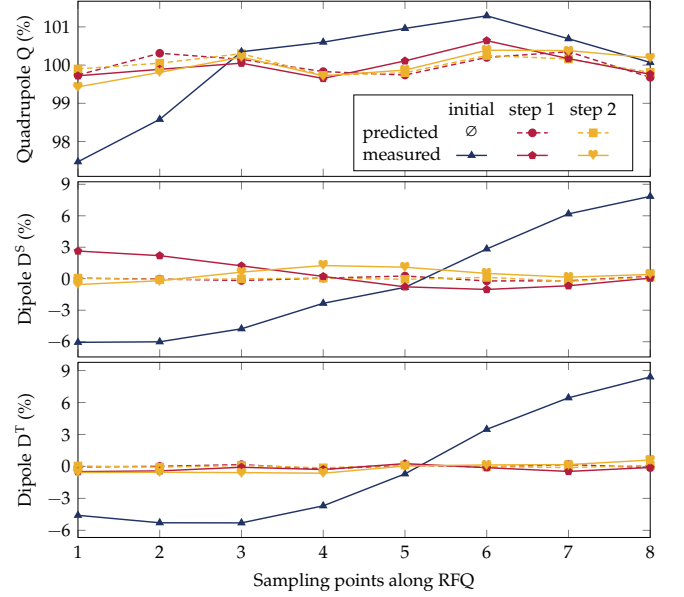 Quadrupole Q (%)
101
100
99
98
initial step 1 step 2
predicted ∅
measured
Dipole Dˢ (%)
9
6
3
0
−3
−6
Dipole Dᵀ (%)
9
6
3
0
−3
−6
1 2 3 4 5 6 7 8
Sampling points along RFQ